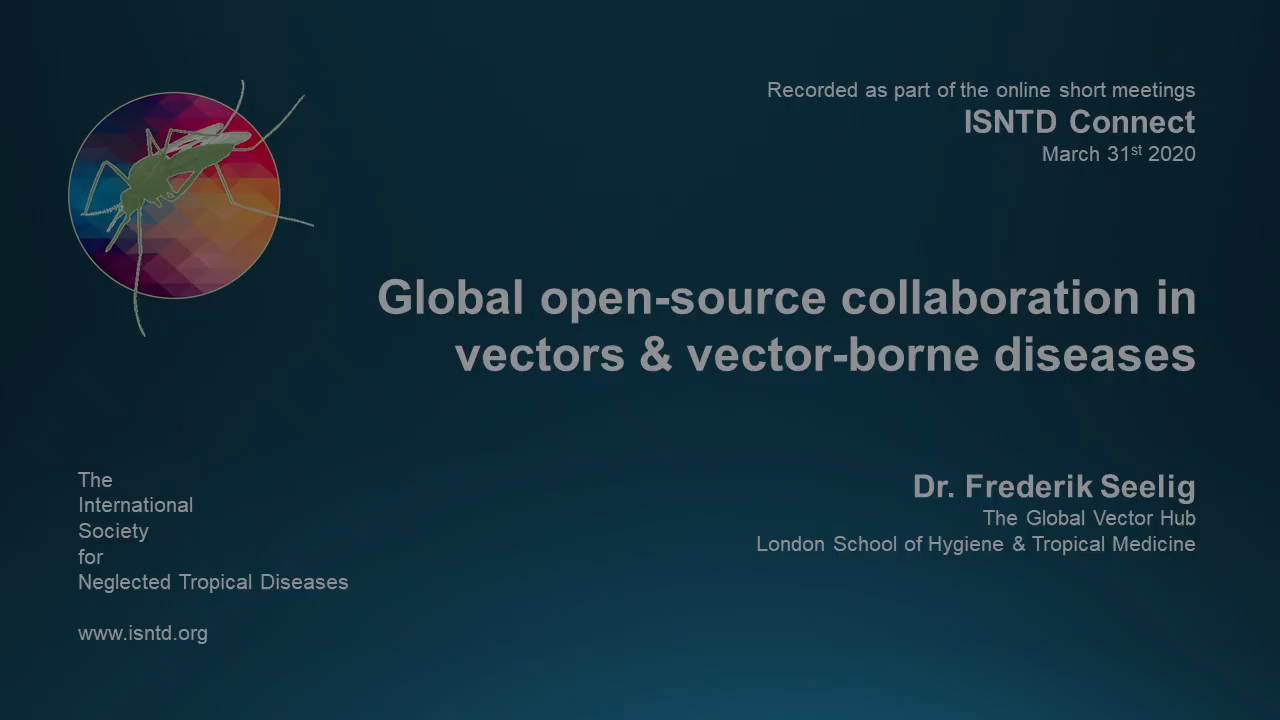 Recorded as part of the online short meetings
ISNTD Connect
March 31st 2020
Global open-source collaboration in
vectors & vector-borne diseases
The
International
Society
for
Neglected Tropical Diseases
www.isntd.org
Dr. Frederik Seelig
The Global Vector Hub
London School of Hygiene & Tropical Medicine